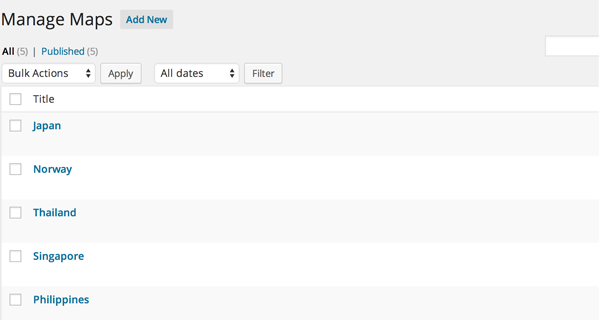 Manage Maps Add New
All (5) | Published (5)
Bulk Actions Apply All dates Filter
Title
Japan
Norway
Thailand
Singapore
Philippines